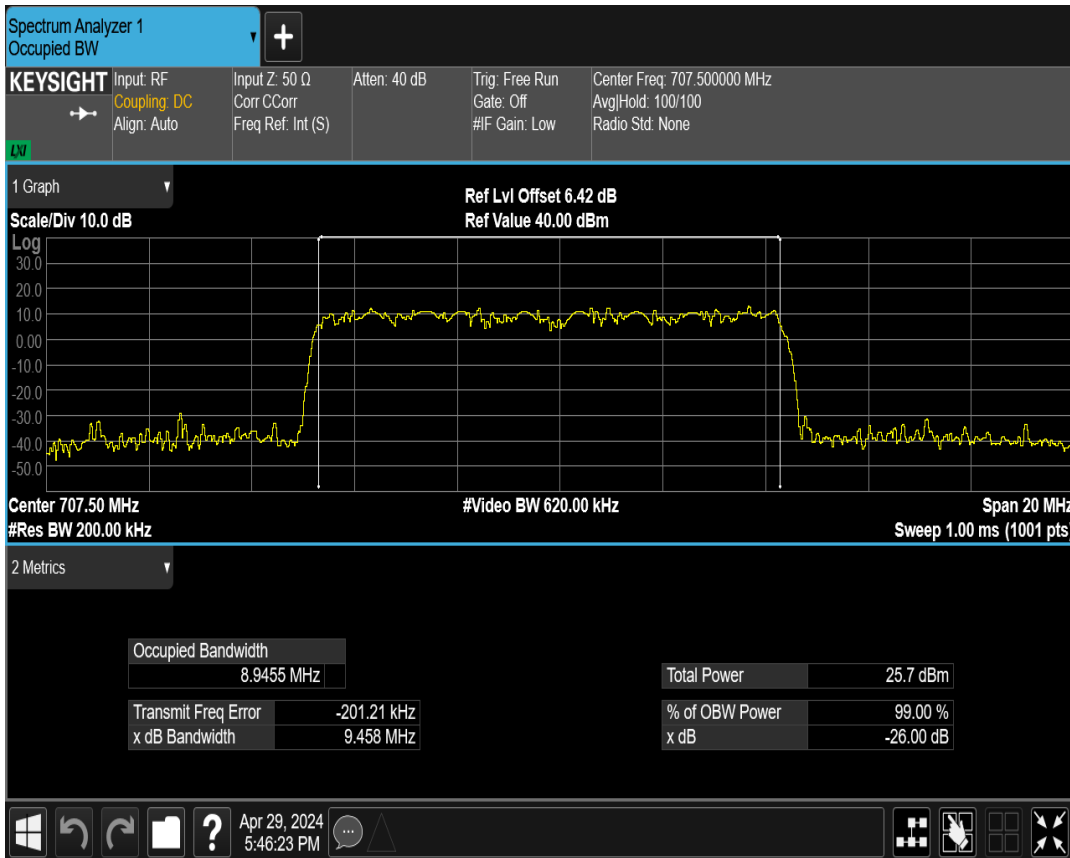 Spectrum Analyzer 1
Occupied BW
+
KEYSIGHT
LXI
Input: RF
Coupling: DC
Align: Auto
Input Z: 50 Ω
Corr CCorr
Freq Ref: Int (S)
Atten: 40 dB
Trig: Free Run
Gate: Off
#IF Gain: Low
Center Freq: 707.500000 MHz
Avg|Hold: 100/100
Radio Std: None
1 Graph
Scale/Div 10.0 dB
Ref Lvl Offset 6.42 dB
Ref Value 40.00 dBm
Log
30.0
20.0
10.0
0.00
-10.0
-20.0
-30.0
-40.0
-50.0
Center 707.50 MHz
#Video BW 620.00 kHz
Span 20 MHz
#Res BW 200.00 kHz
Sweep 1.00 ms (1001 pts)
2 Metrics
Occupied Bandwidth
8.9455 MHz
Total Power 25.7 dBm
Transmit Freq Error -201.21 kHz
% of OBW Power 99.00 %
x dB Bandwidth 9.458 MHz
x dB -26.00 dB
?
Apr 29, 2024
5:46:23 PM